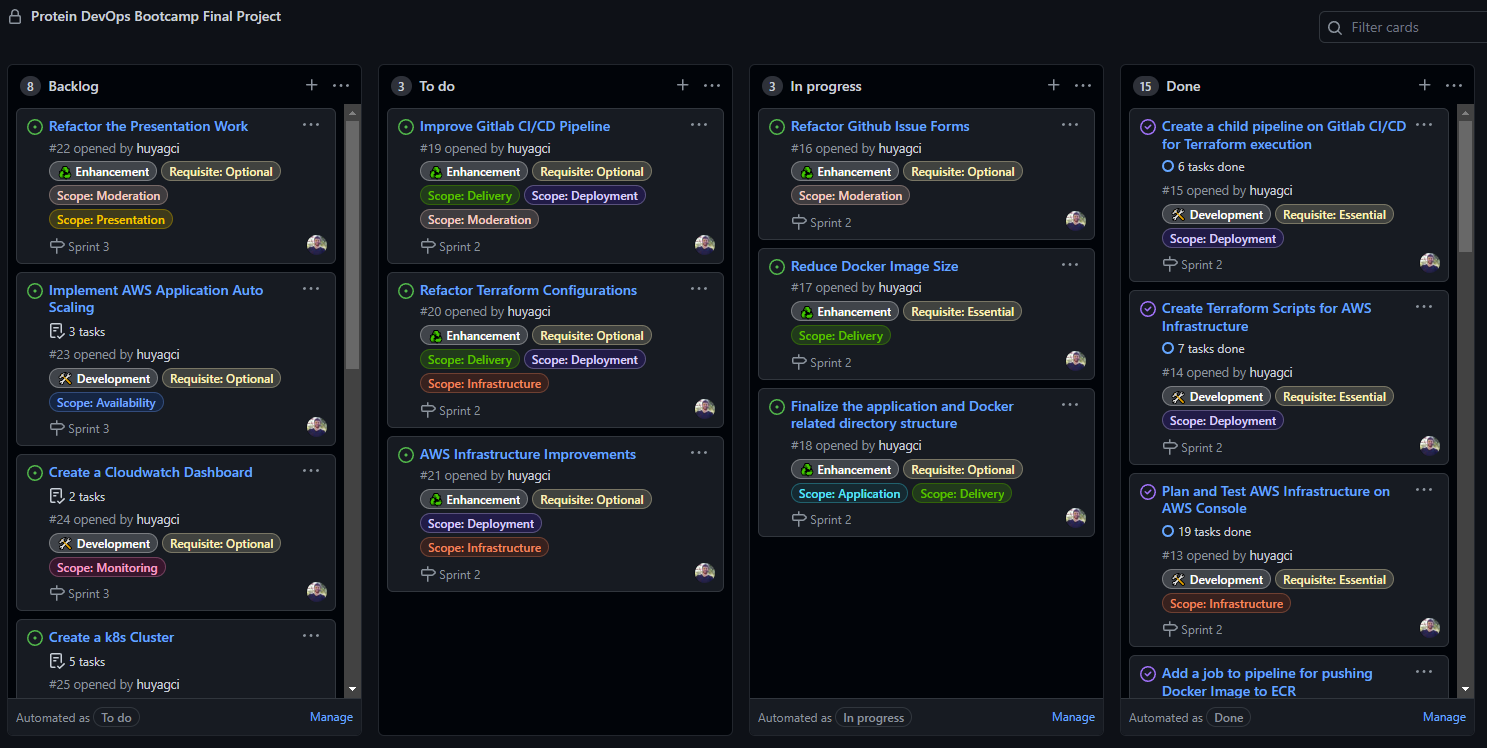 Protein DevOps Bootcamp Final Project
Filter cards
8 Backlog
Refactor the Presentation Work
#22 opened by huyagci
Enhancement Requisite: Optional
Scope: Moderation
Scope: Presentation
Sprint 3
Implement AWS Application Auto
Scaling
3 tasks
#23 opened by huyagci
Development Requisite: Optional
Scope: Availability
Sprint 3
Create a Cloudwatch Dashboard
2 tasks
#24 opened by huyagci
Development Requisite: Optional
Scope: Monitoring
Sprint 3
Create a k8s Cluster
5 tasks
#25 opened by huyagci
Automated as To do Manage
3 To do
Improve Gitlab CI/CD Pipeline
#19 opened by huyagci
Enhancement Requisite: Optional
Scope: Delivery Scope: Deployment
Scope: Moderation
Sprint 2
Refactor Terraform Configurations
#20 opened by huyagci
Enhancement Requisite: Optional
Scope: Delivery Scope: Deployment
Scope: Infrastructure
Sprint 2
AWS Infrastructure Improvements
#21 opened by huyagci
Enhancement Requisite: Optional
Scope: Deployment
Scope: Infrastructure
Sprint 2
3 In progress
Refactor Github Issue Forms
#16 opened by huyagci
Enhancement Requisite: Optional
Scope: Moderation
Sprint 2
Reduce Docker Image Size
#17 opened by huyagci
Enhancement Requisite: Essential
Scope: Delivery
Sprint 2
Finalize the application and Docker
related directory structure
#18 opened by huyagci
Enhancement Requisite: Optional
Scope: Application Scope: Delivery
Sprint 2
Automated as In progress Manage
15 Done
Create a child pipeline on Gitlab CI/CD
for Terraform execution
6 tasks done
#15 opened by huyagci
Development Requisite: Essential
Scope: Deployment
Sprint 2
Create Terraform Scripts for AWS
Infrastructure
7 tasks done
#14 opened by huyagci
Development Requisite: Essential
Scope: Deployment
Sprint 2
Plan and Test AWS Infrastructure on
AWS Console
19 tasks done
#13 opened by huyagci
Development Requisite: Essential
Scope: Infrastructure
Sprint 2
Add a job to pipeline for pushing
Docker Image to ECR
Automated as Done Manage